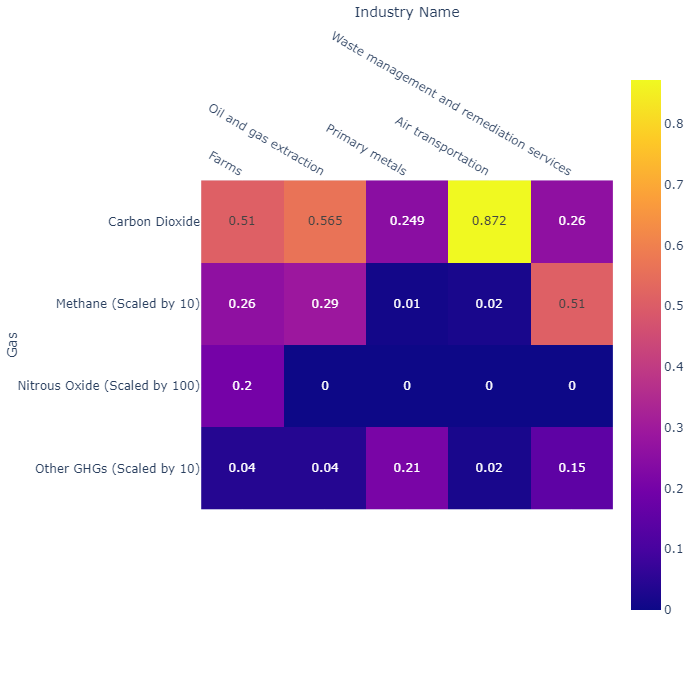 Industry Name
Waste management and remediation services
Air transportation
Primary metals
Oil and gas extraction
Farms
Gas
Carbon Dioxide 0.51 0.565 0.249 0.872 0.26
Methane (Scaled by 10) 0.26 0.29 0.01 0.02 0.51
Nitrous Oxide (Scaled by 100) 0.2 0 0 0 0
Other GHGs (Scaled by 10) 0.04 0.04 0.21 0.02 0.15
0.8
0.7
0.6
0.5
0.4
0.3
0.2
0.1
0